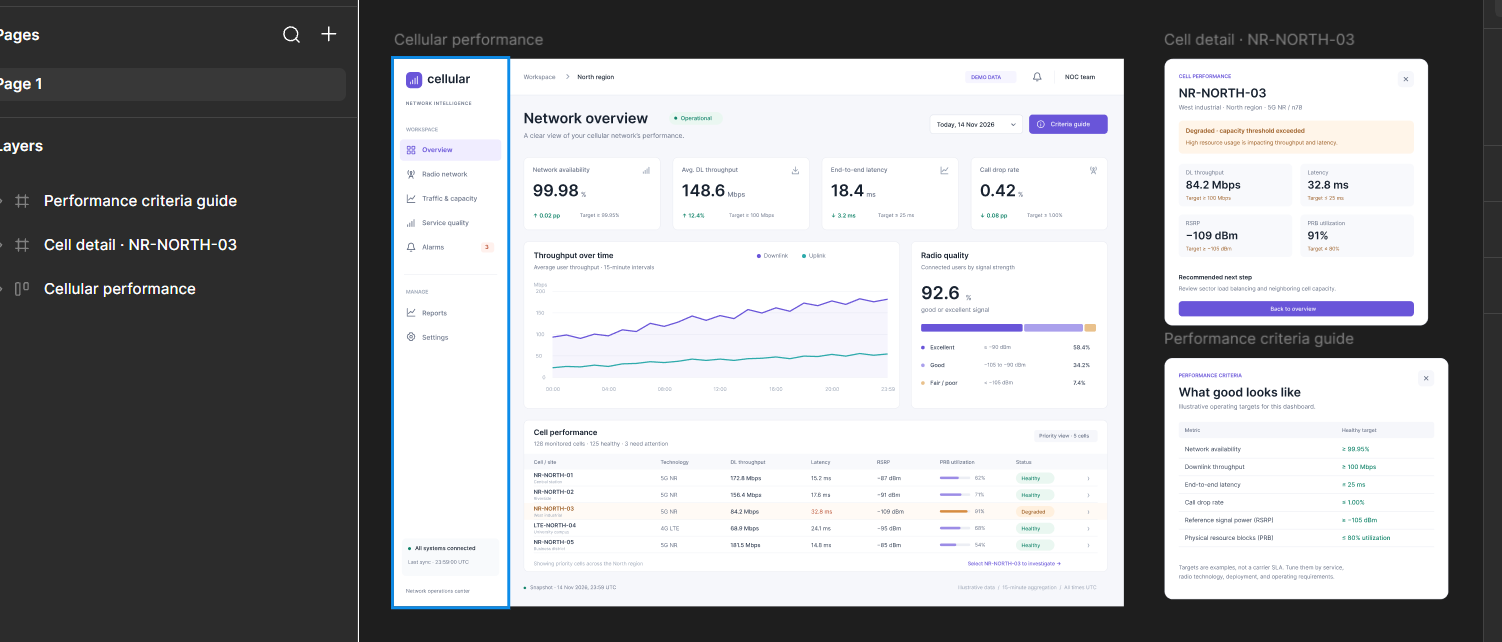 Pages
Page 1
Layers
Performance criteria guide
Cell detail · NR-NORTH-03
Cellular performance
Cellular performance
cellular
NETWORK INTELLIGENCE
WORKSPACE
Overview
Radio network
Traffic & capacity
Service quality
Alarms 3
MANAGE
Reports
Settings
All systems connected
Last sync · 23:59:00 UTC
Network operations center
Workspace > North region
DEMO DATA
NOC team
Network overview
Operational
A clear view of your cellular network's performance.
Today, 14 Nov 2026
Criteria guide
Network availability
99.98 %
↑ 0.02 pp Target ≥ 99.95%
Avg. DL throughput
148.6 Mbps
↑ 12.4% Target ≥ 100 Mbps
End-to-end latency
18.4 ms
↓ 3.2 ms Target ≤ 25 ms
Call drop rate
0.42 %
↓ 0.08 pp Target ≤ 1.00%
Throughput over time
Downlink Uplink
Average user throughput · 15-minute intervals
Mbps
200
150
100
50
0
00:00 04:00 08:00 12:00 16:00 20:00 23:59
Radio quality
Connected users by signal strength
92.6 %
good or excellent signal
Excellent ≥ −90 dBm 58.4%
Good −105 to −90 dBm 34.2%
Fair / poor < −105 dBm 7.4%
Cell performance
128 monitored cells · 125 healthy · 3 need attention
Priority view · 5 cells
Cell / site Technology DL throughput Latency RSRP PRB utilization Status
NR-NORTH-01 5G NR 172.8 Mbps 15.2 ms −87 dBm 62% Healthy
Central station
NR-NORTH-02 5G NR 156.4 Mbps 17.6 ms −91 dBm 71% Healthy
NR-NORTH-03 5G NR 84.2 Mbps 32.8 ms −109 dBm 91% Degraded
West industrial
LTE-NORTH-04 4G LTE 68.9 Mbps 24.1 ms −95 dBm 68% Healthy
University campus
NR-NORTH-05 5G NR 181.5 Mbps 14.8 ms −85 dBm 54% Healthy
Business district
Showing priority cells across the North region
Select NR-NORTH-03 to investigate →
Snapshot · 14 Nov 2026, 23:59 UTC
Illustrative data / 15-minute aggregation / All times UTC
Cell detail · NR-NORTH-03
CELL PERFORMANCE
NR-NORTH-03
West industrial · North region · 5G NR / n78
Degraded · capacity threshold exceeded
High resource usage is impacting throughput and latency.
DL throughput
84.2 Mbps
Target ≥ 100 Mbps
Latency
32.8 ms
Target ≤ 25 ms
RSRP
−109 dBm
Target ≥ −105 dBm
PRB utilization
91%
Target ≤ 80%
Recommended next step
Review sector load balancing and neighboring cell capacity.
Back to overview
Performance criteria guide
PERFORMANCE CRITERIA
What good looks like
Illustrative operating targets for this dashboard.
Metric Healthy target
Network availability ≥ 99.95%
Downlink throughput ≥ 100 Mbps
End-to-end latency ≤ 25 ms
Call drop rate ≤ 1.00%
Reference signal power (RSRP) ≥ −105 dBm
Physical resource blocks (PRB) ≤ 80% utilization
Targets are examples, not a carrier SLA. Tune them by service,
radio technology, deployment, and operating requirements.